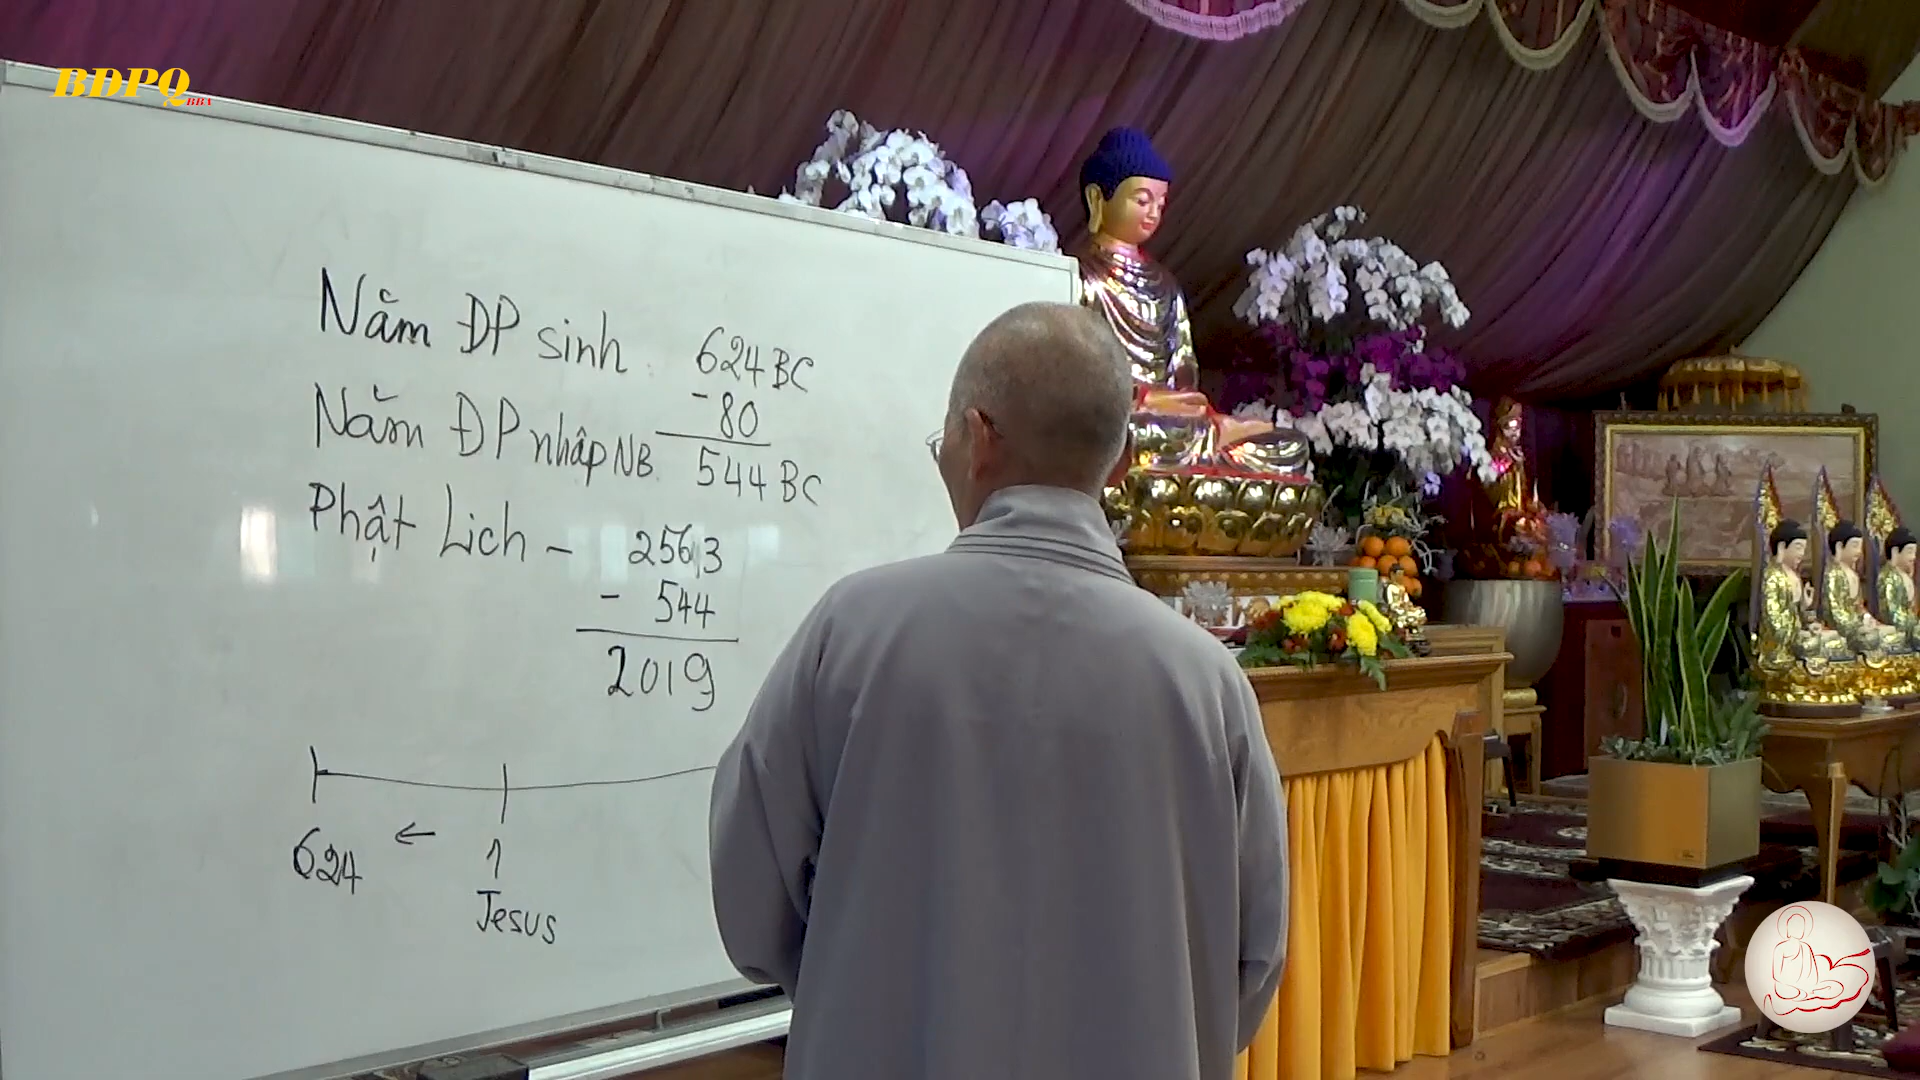 BDPQ
BBA
Năm ĐP sinh. 624 BC
- 80
Năm ĐP nhập NB. 544 BC
Phật Lịch - 2563
- 544
2019
624 ← 1
Jesus